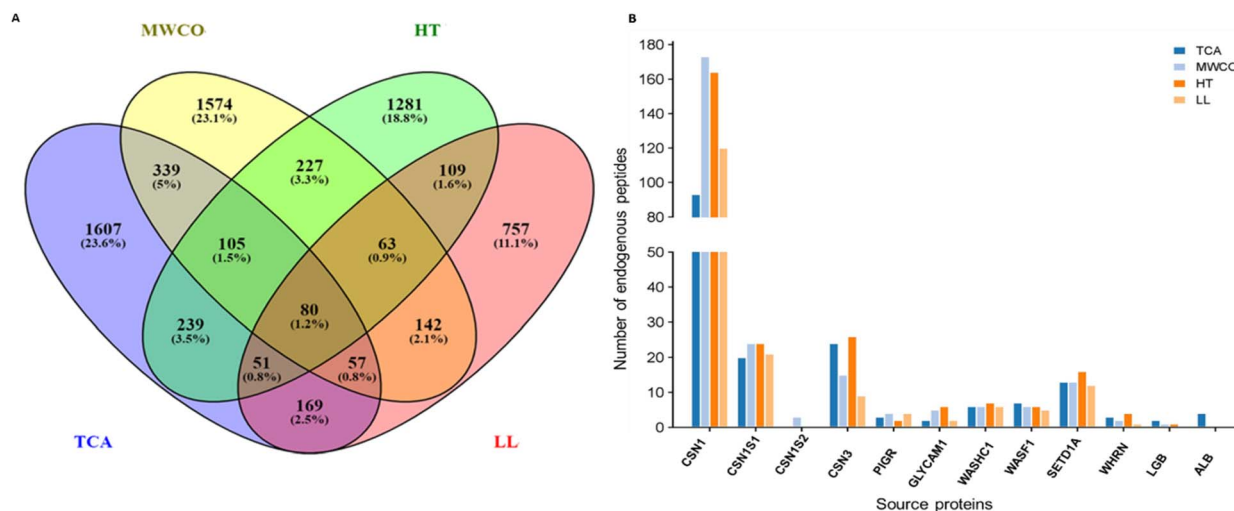 A
MWCO
HT
1574
(23.1%)
1281
(18.8%)
339
(5%)
227
(3.3%)
109
(1.6%)
1607
(23.6%)
105
(1.5%)
63
(0.9%)
757
(11.1%)
80
(1.2%)
239
(3.5%)
142
(2.1%)
51
(0.8%)
57
(0.8%)
169
(2.5%)
TCA
LL
B
Number of endogenous peptides
180
160
140
120
100
80
50
40
30
20
10
0
TCA
MWCO
HT
LL
CSN1
CSN1S1
CSN1S2
CSN3
PIGR
GLYCAM1
WASHC1
WASF1
SETD1A
WHRN
LGB
ALB
Source proteins